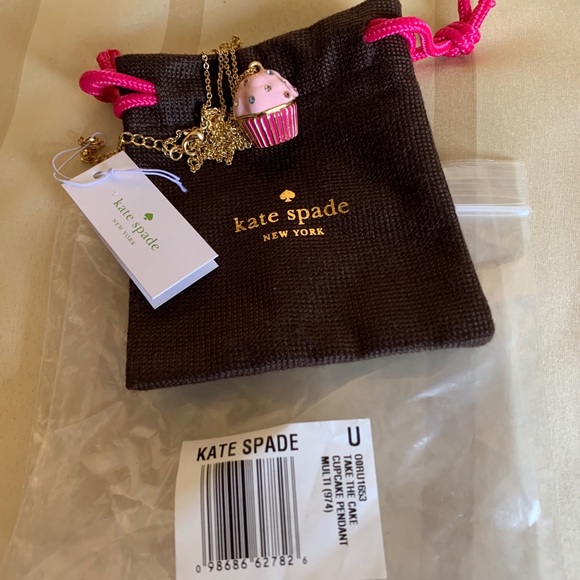 kate spade
NEW YORK
kate spade
NEW YORK
KATE SPADE
0 98686 62782 6
U
O0RU1653
TAKE THE CAKE
CUPCAKE PENDANT
MULTI (974)